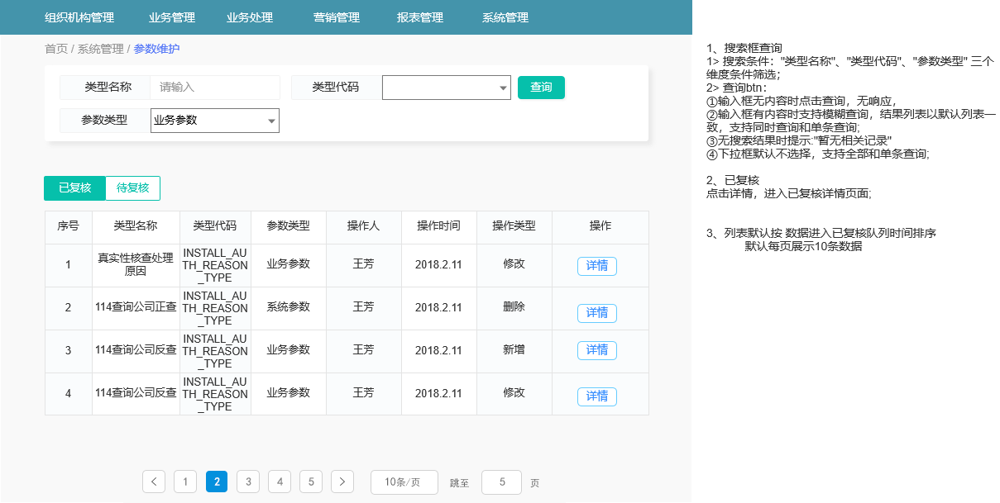 组织机构管理 业务管理 业务处理 营销管理 报表管理 系统管理
首页 / 系统管理 / 参数维护
类型名称 请输入 类型代码 查询
参数类型 业务参数
已复核 待复核
序号 类型名称 类型代码 参数类型 操作人 操作时间 操作类型 操作
1 真实性核查处理原因 INSTALL_AUTH_REASON_TYPE 业务参数 王芳 2018.2.11 修改 详情
2 114查询公司正查 INSTALL_AUTH_REASON_TYPE 系统参数 王芳 2018.2.11 删除 详情
3 114查询公司反查 INSTALL_AUTH_REASON_TYPE 业务参数 王芳 2018.2.11 新增 详情
4 114查询公司反查 INSTALL_AUTH_REASON_TYPE 业务参数 王芳 2018.2.11 修改 详情
< 1 2 3 4 5 > 10条/页 跳至 5 页
1、搜索框查询
1> 搜索条件："类型名称"、"类型代码"、"参数类型" 三个
维度条件筛选；
2> 查询btn：
①输入框无内容时点击查询，无响应，
②输入框有内容时支持模糊查询，结果列表以默认列表一
致，支持同时查询和单条查询;
③无搜索结果时提示:"暂无相关记录"
④下拉框默认不选择，支持全部和单条查询;
2、已复核
点击详情，进入已复核详情页面;
3、列表默认按 数据进入已复核队列时间排序
默认每页展示10条数据